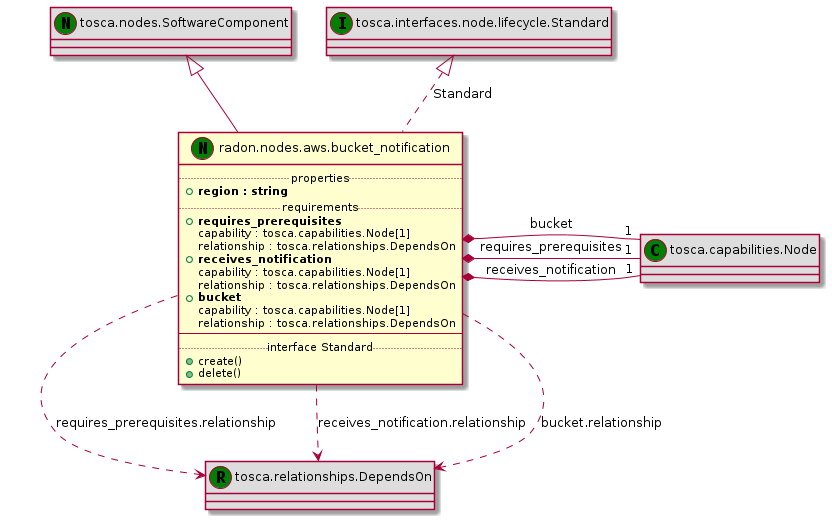 N tosca.nodes.SoftwareComponent
I tosca.interfaces.node.lifecycle.Standard
Standard
N radon.nodes.aws.bucket_notification
properties
region : string
requirements
requires_prerequisites
capability : tosca.capabilities.Node[1]
relationship : tosca.relationships.DependsOn
receives_notification
capability : tosca.capabilities.Node[1]
relationship : tosca.relationships.DependsOn
bucket
capability : tosca.capabilities.Node[1]
relationship : tosca.relationships.DependsOn
interface Standard
create()
delete()
bucket 1
requires_prerequisites 1
receives_notification 1
C tosca.capabilities.Node
requires_prerequisites.relationship
receives_notification.relationship
bucket.relationship
R tosca.relationships.DependsOn